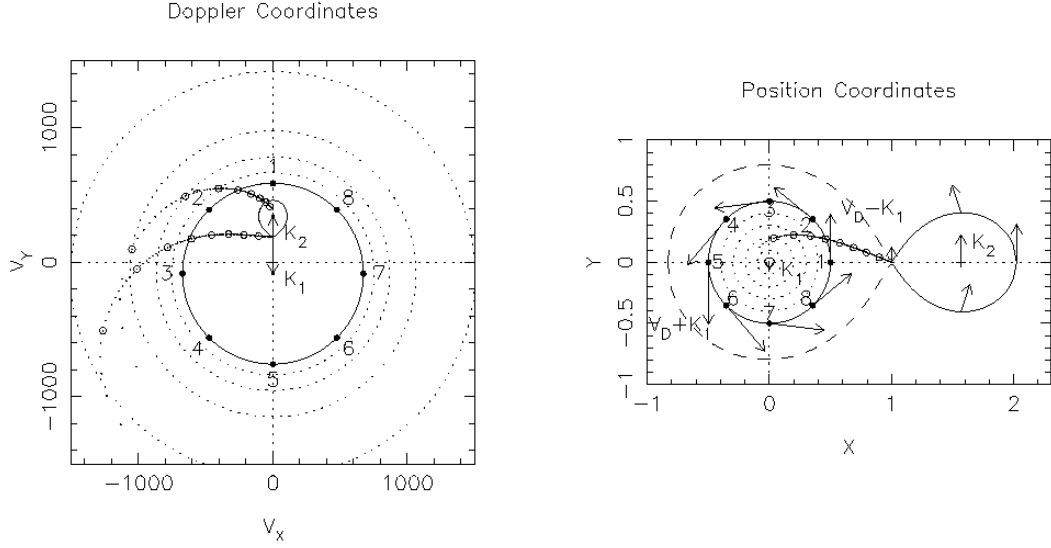 Doppler Coordinates
1000
0
-1000
V_Y
-1000
0
1000
V_X
1
2
8
K_2
K_1
3
7
4
6
5
Position Coordinates
1
0.5
0
-0.5
-1
Y
-1
0
1
2
X
3
V_D-K_1
4
2
K_2
5
K_1
1
6
8
7
V_D+K_1